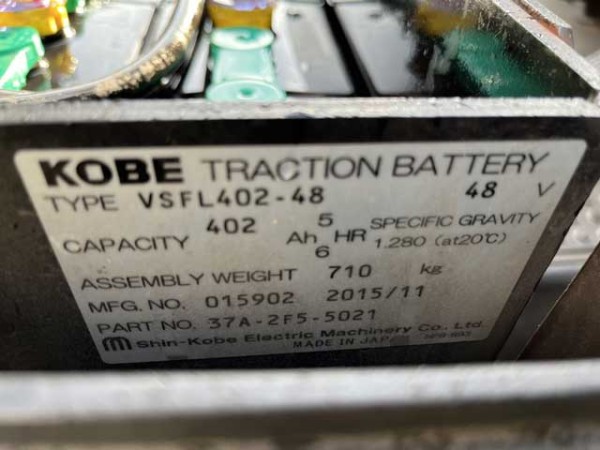 KOBE TRACTION BATTERY
TYPE VSFL402-48 48 V
CAPACITY 402 Ah 5 HR SPECIFIC GRAVITY
6 1.280 (at20℃)
ASSEMBLY WEIGHT 710 kg
MFG. NO. 015902 2015/11
PART NO. 37A-2F5-5021
Shin-Kobe Electric Machinery Co., Ltd.
MADE IN JAPAN